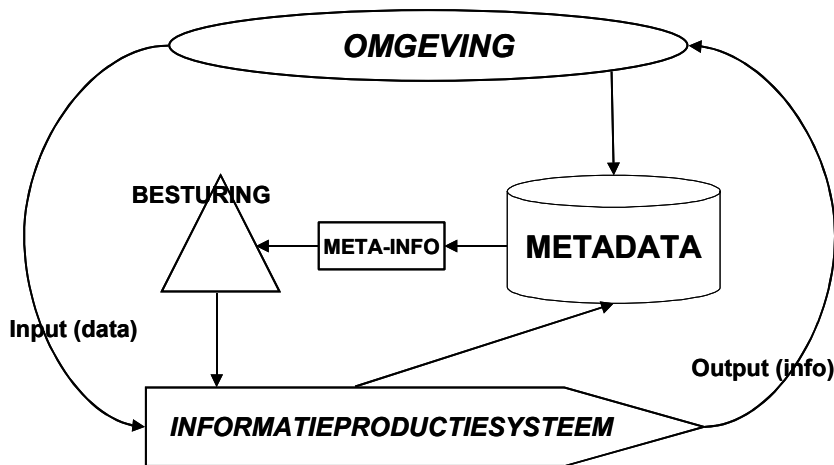 OMGEVING
BESTURING
META-INFO
METADATA
Input (data)
Output (info)
INFORMATIEPRODUCTIESYSTEEM